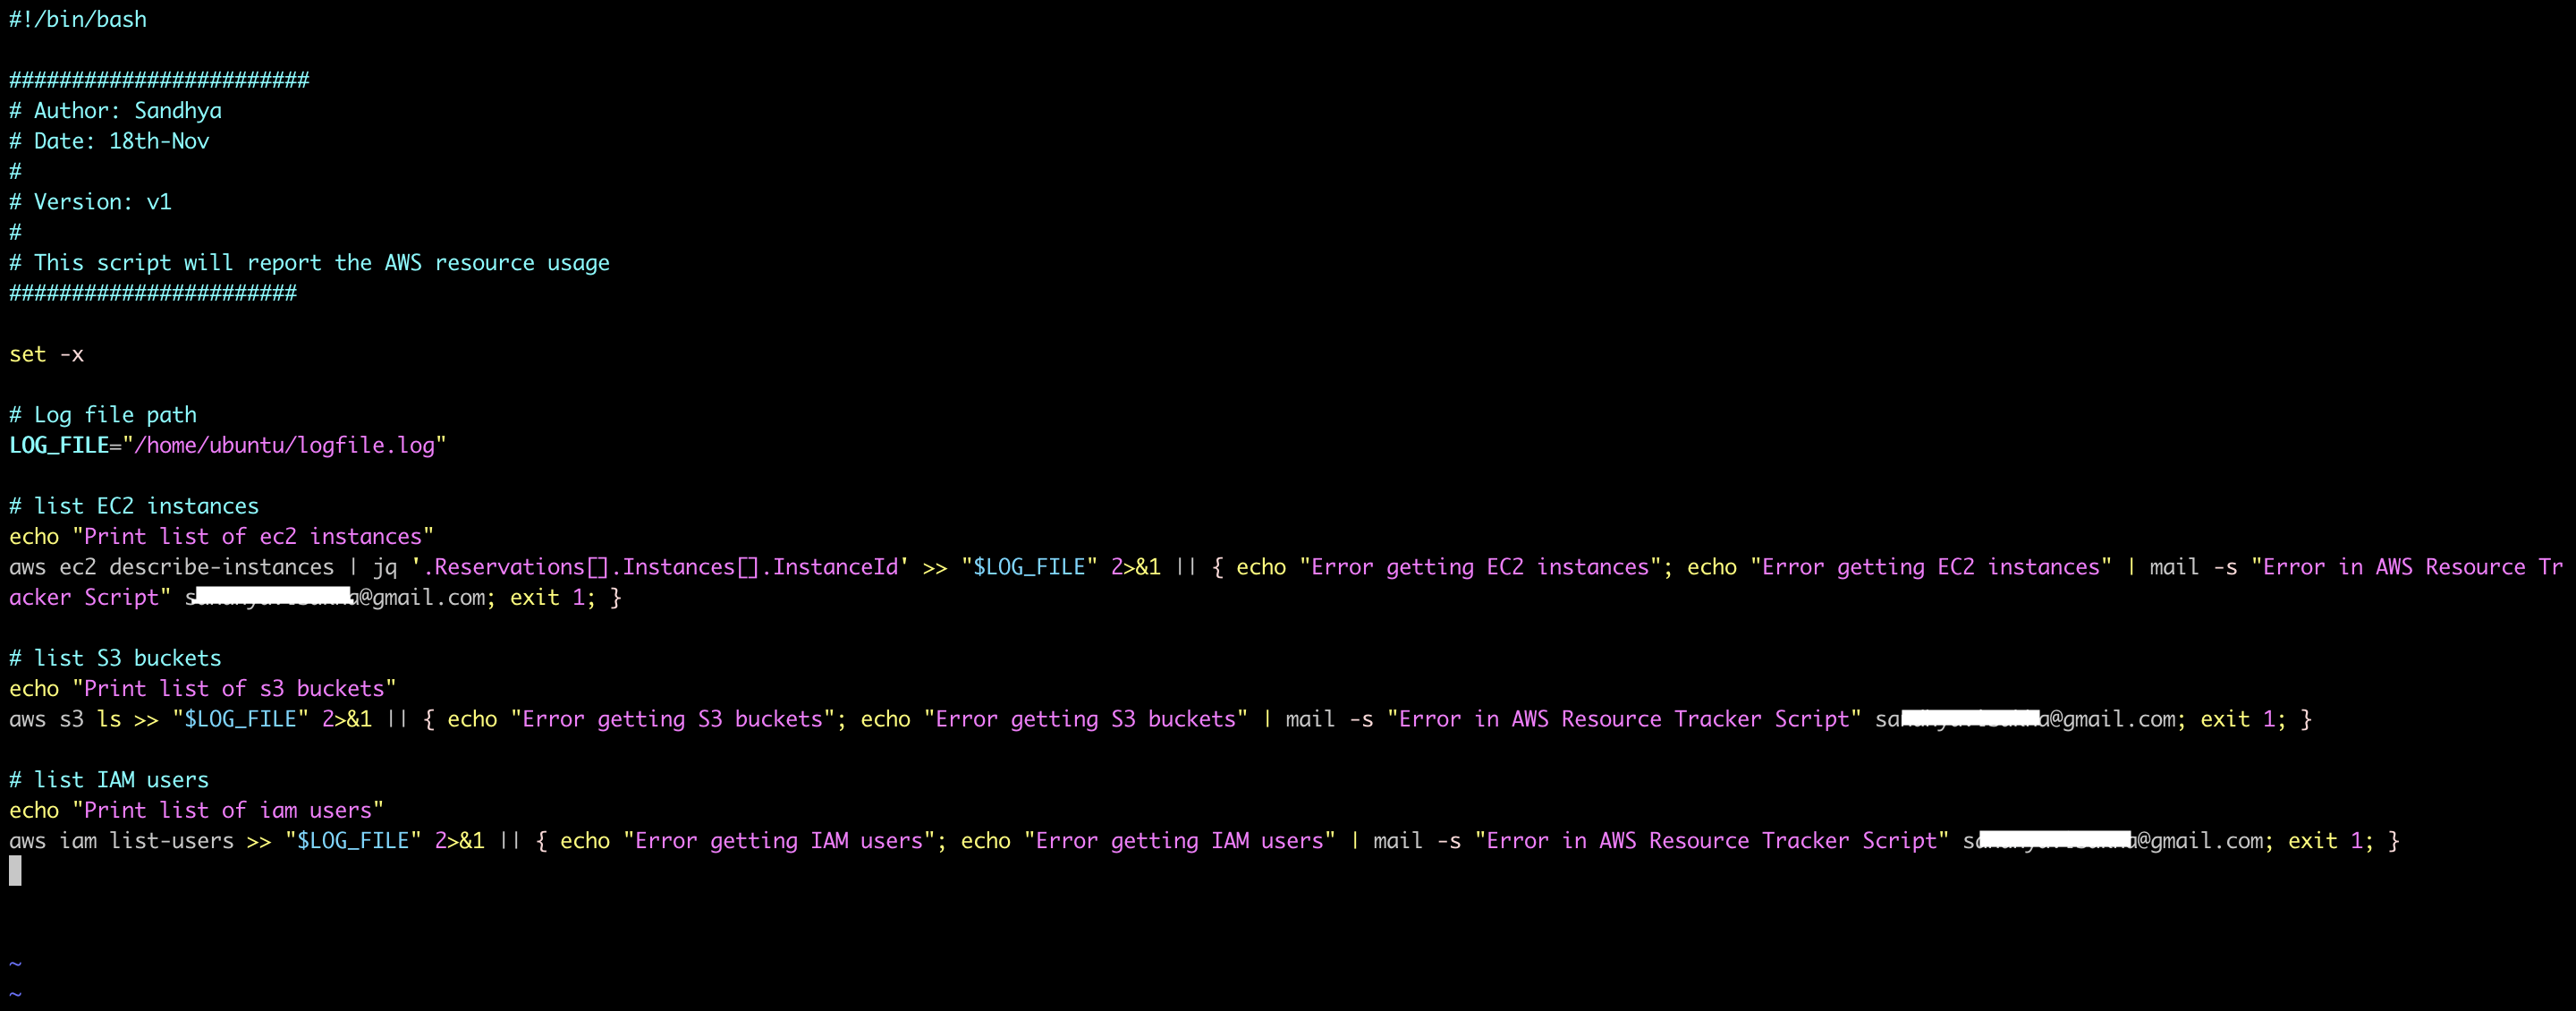 #!/bin/bash
########################
# Author: Sandhya
# Date: 18th-Nov
#
# Version: v1
#
# This script will report the AWS resource usage
#######################
set -x
# Log file path
LOG_FILE="/home/ubuntu/logfile.log"
# list EC2 instances
echo "Print list of ec2 instances"
aws ec2 describe-instances | jq '.Reservations[].Instances[].InstanceId' >> "$LOG_FILE" 2>&1 || { echo "Error getting EC2 instances"; echo "Error getting EC2 instances" | mail -s "Error in AWS Resource Tr
acker Script" @gmail.com; exit 1; }
# list S3 buckets
echo "Print list of s3 buckets"
aws s3 ls >> "$LOG_FILE" 2>&1 || { echo "Error getting S3 buckets"; echo "Error getting S3 buckets" | mail -s "Error in AWS Resource Tracker Script" @gmail.com; exit 1; }
# list IAM users
echo "Print list of iam users"
aws iam list-users >> "$LOG_FILE" 2>&1 || { echo "Error getting IAM users"; echo "Error getting IAM users" | mail -s "Error in AWS Resource Tracker Script" @gmail.com; exit 1; }
~
~